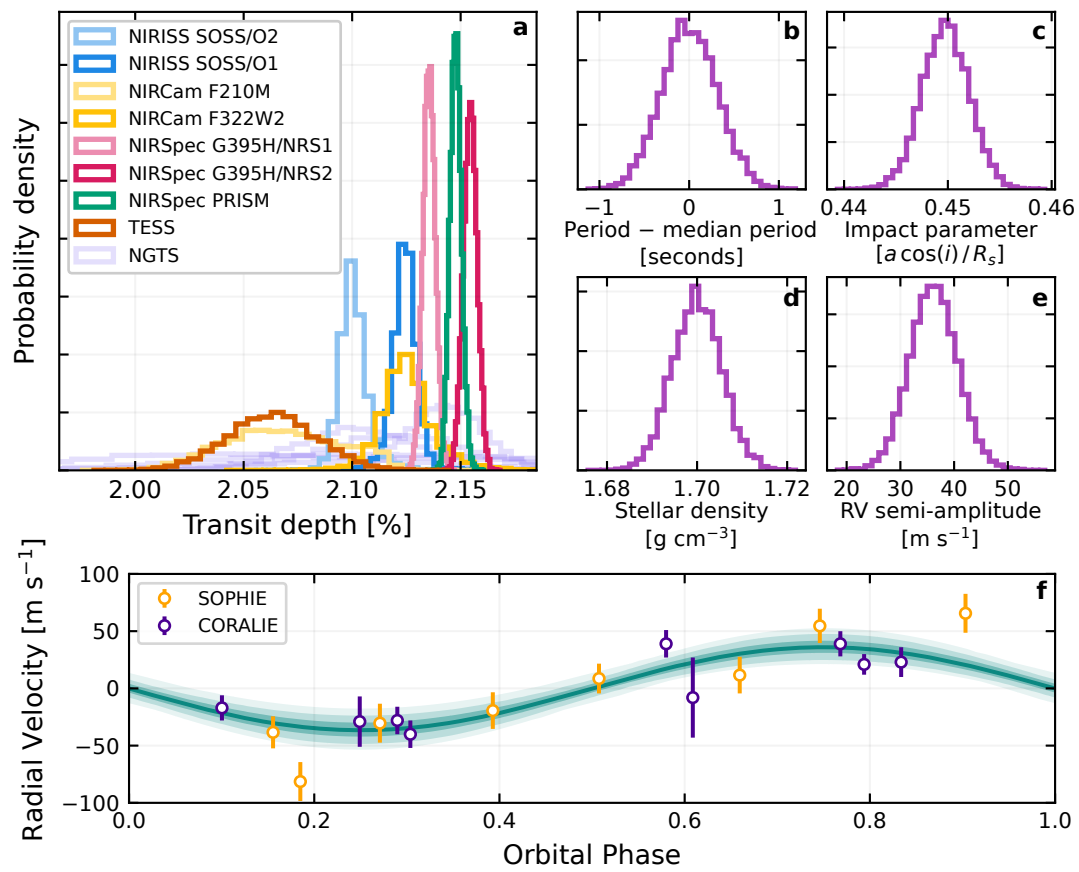 a
NIRISS SOSS/O2
NIRISS SOSS/O1
NIRCam F210M
NIRCam F322W2
NIRSpec G395H/NRS1
NIRSpec G395H/NRS2
NIRSpec PRISM
TESS
NGTS
Probability density
2.00 2.05 2.10 2.15
Transit depth [%]
b
−1 0 1
Period − median period
[seconds]
c
0.44 0.45 0.46
Impact parameter
[a cos(i) / Rₛ]
d
1.68 1.70 1.72
Stellar density
[g cm⁻³]
e
20 30 40 50
RV semi-amplitude
[m s⁻¹]
f
SOPHIE
CORALIE
Radial Velocity [m s⁻¹]
100
50
0
−50
−100
0.0 0.2 0.4 0.6 0.8 1.0
Orbital Phase